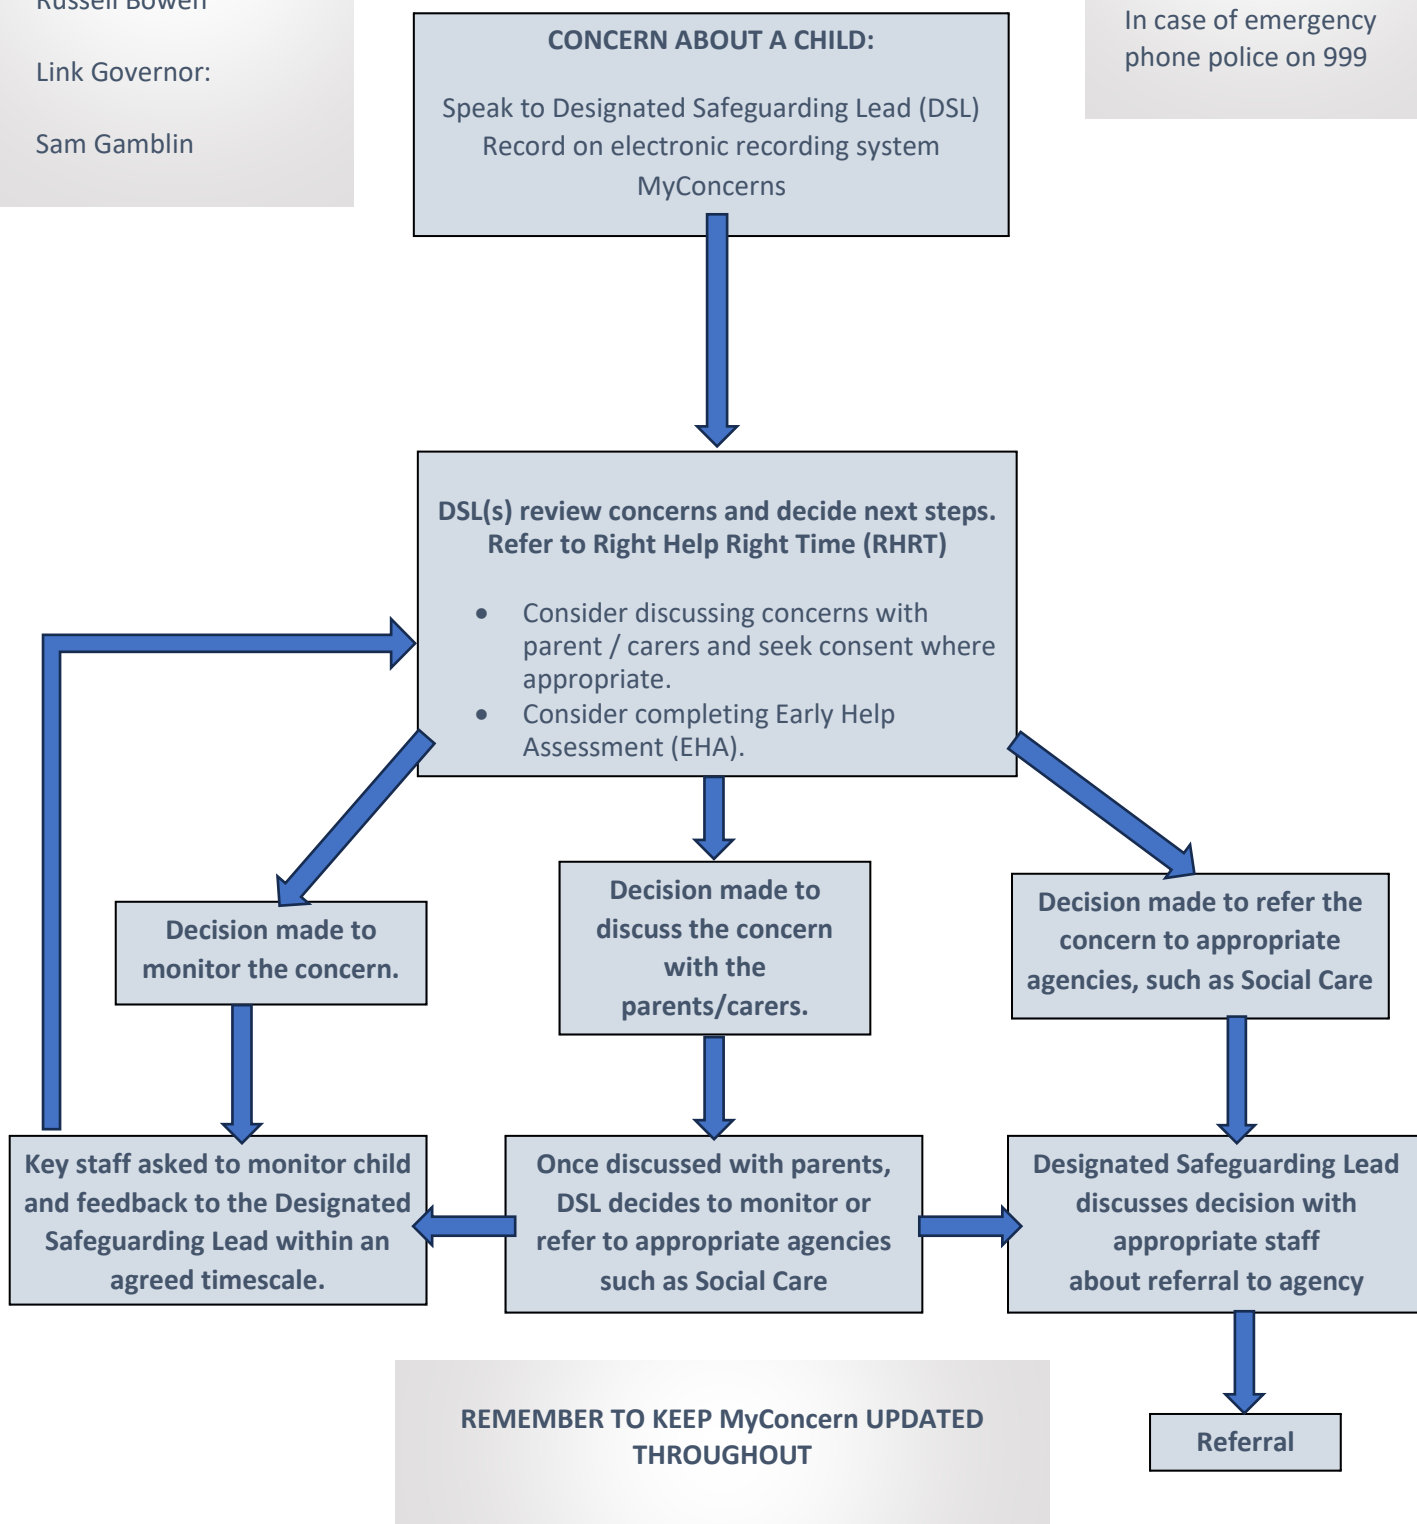 Russell Bowen
Link Governor:
Sam Gamblin
CONCERN ABOUT A CHILD:
Speak to Designated Safeguarding Lead (DSL)
Record on electronic recording system
MyConcerns
In case of emergency
phone police on 999
DSL(s) review concerns and decide next steps.
Refer to Right Help Right Time (RHRT)
• Consider discussing concerns with
parent / carers and seek consent where
appropriate.
• Consider completing Early Help
Assessment (EHA).
Decision made to
monitor the concern.
Decision made to
discuss the concern
with the
parents/carers.
Decision made to refer the
concern to appropriate
agencies, such as Social Care
Key staff asked to monitor child
and feedback to the Designated
Safeguarding Lead within an
agreed timescale.
Once discussed with parents,
DSL decides to monitor or
refer to appropriate agencies
such as Social Care
Designated Safeguarding Lead
discusses decision with
appropriate staff
about referral to agency
REMEMBER TO KEEP MyConcern UPDATED
THROUGHOUT
Referral